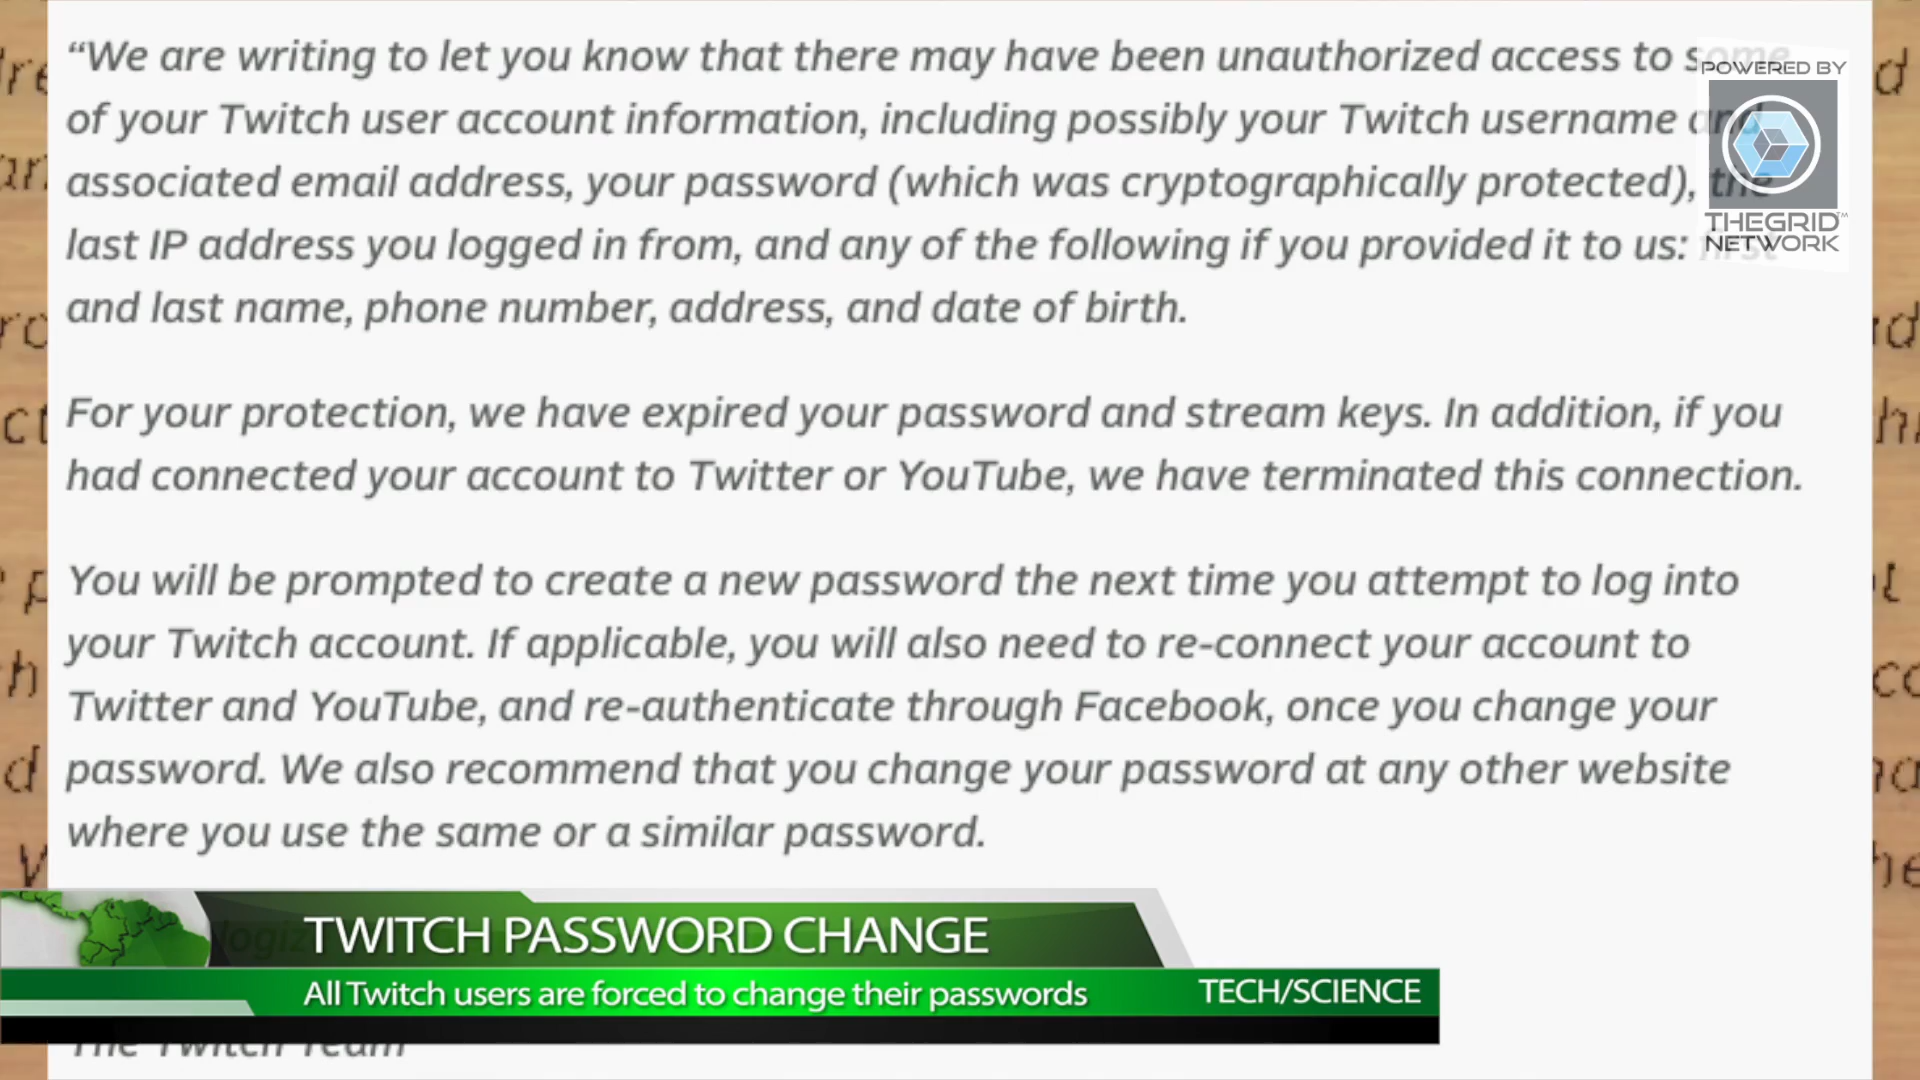 “We are writing to let you know that there may have been unauthorized access to some
of your Twitch user account information, including possibly your Twitch username and
associated email address, your password (which was cryptographically protected), the
last IP address you logged in from, and any of the following if you provided it to us: first
and last name, phone number, address, and date of birth.
For your protection, we have expired your password and stream keys. In addition, if you
had connected your account to Twitter or YouTube, we have terminated this connection.
You will be prompted to create a new password the next time you attempt to log into
your Twitch account. If applicable, you will also need to re-connect your account to
Twitter and YouTube, and re-authenticate through Facebook, once you change your
password. We also recommend that you change your password at any other website
where you use the same or a similar password.
The Twitch Team
POWERED BY
THEGRID™
NETWORK
TWITCH PASSWORD CHANGE
All Twitch users are forced to change their passwords
TECH/SCIENCE